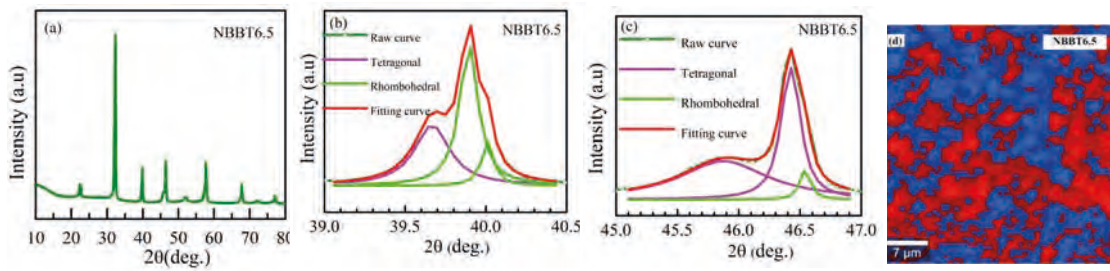 (a)
NBBT6.5
Intensity (a.u)
10 20 30 40 50 60 70 80
2θ(deg.)
(b)
NBBT6.5
Raw curve
Tetragonal
Rhombohedral
Fitting curve
Intensity (a.u)
39.0 39.5 40.0 40.5
2θ (deg.)
(c)
NBBT6.5
Raw curve
Tetragonal
Rhombohedral
Fitting curve
Intensity (a.u)
45.0 45.5 46.0 46.5 47.0
2θ (deg.)
(d)
NBBT6.5
7 μm